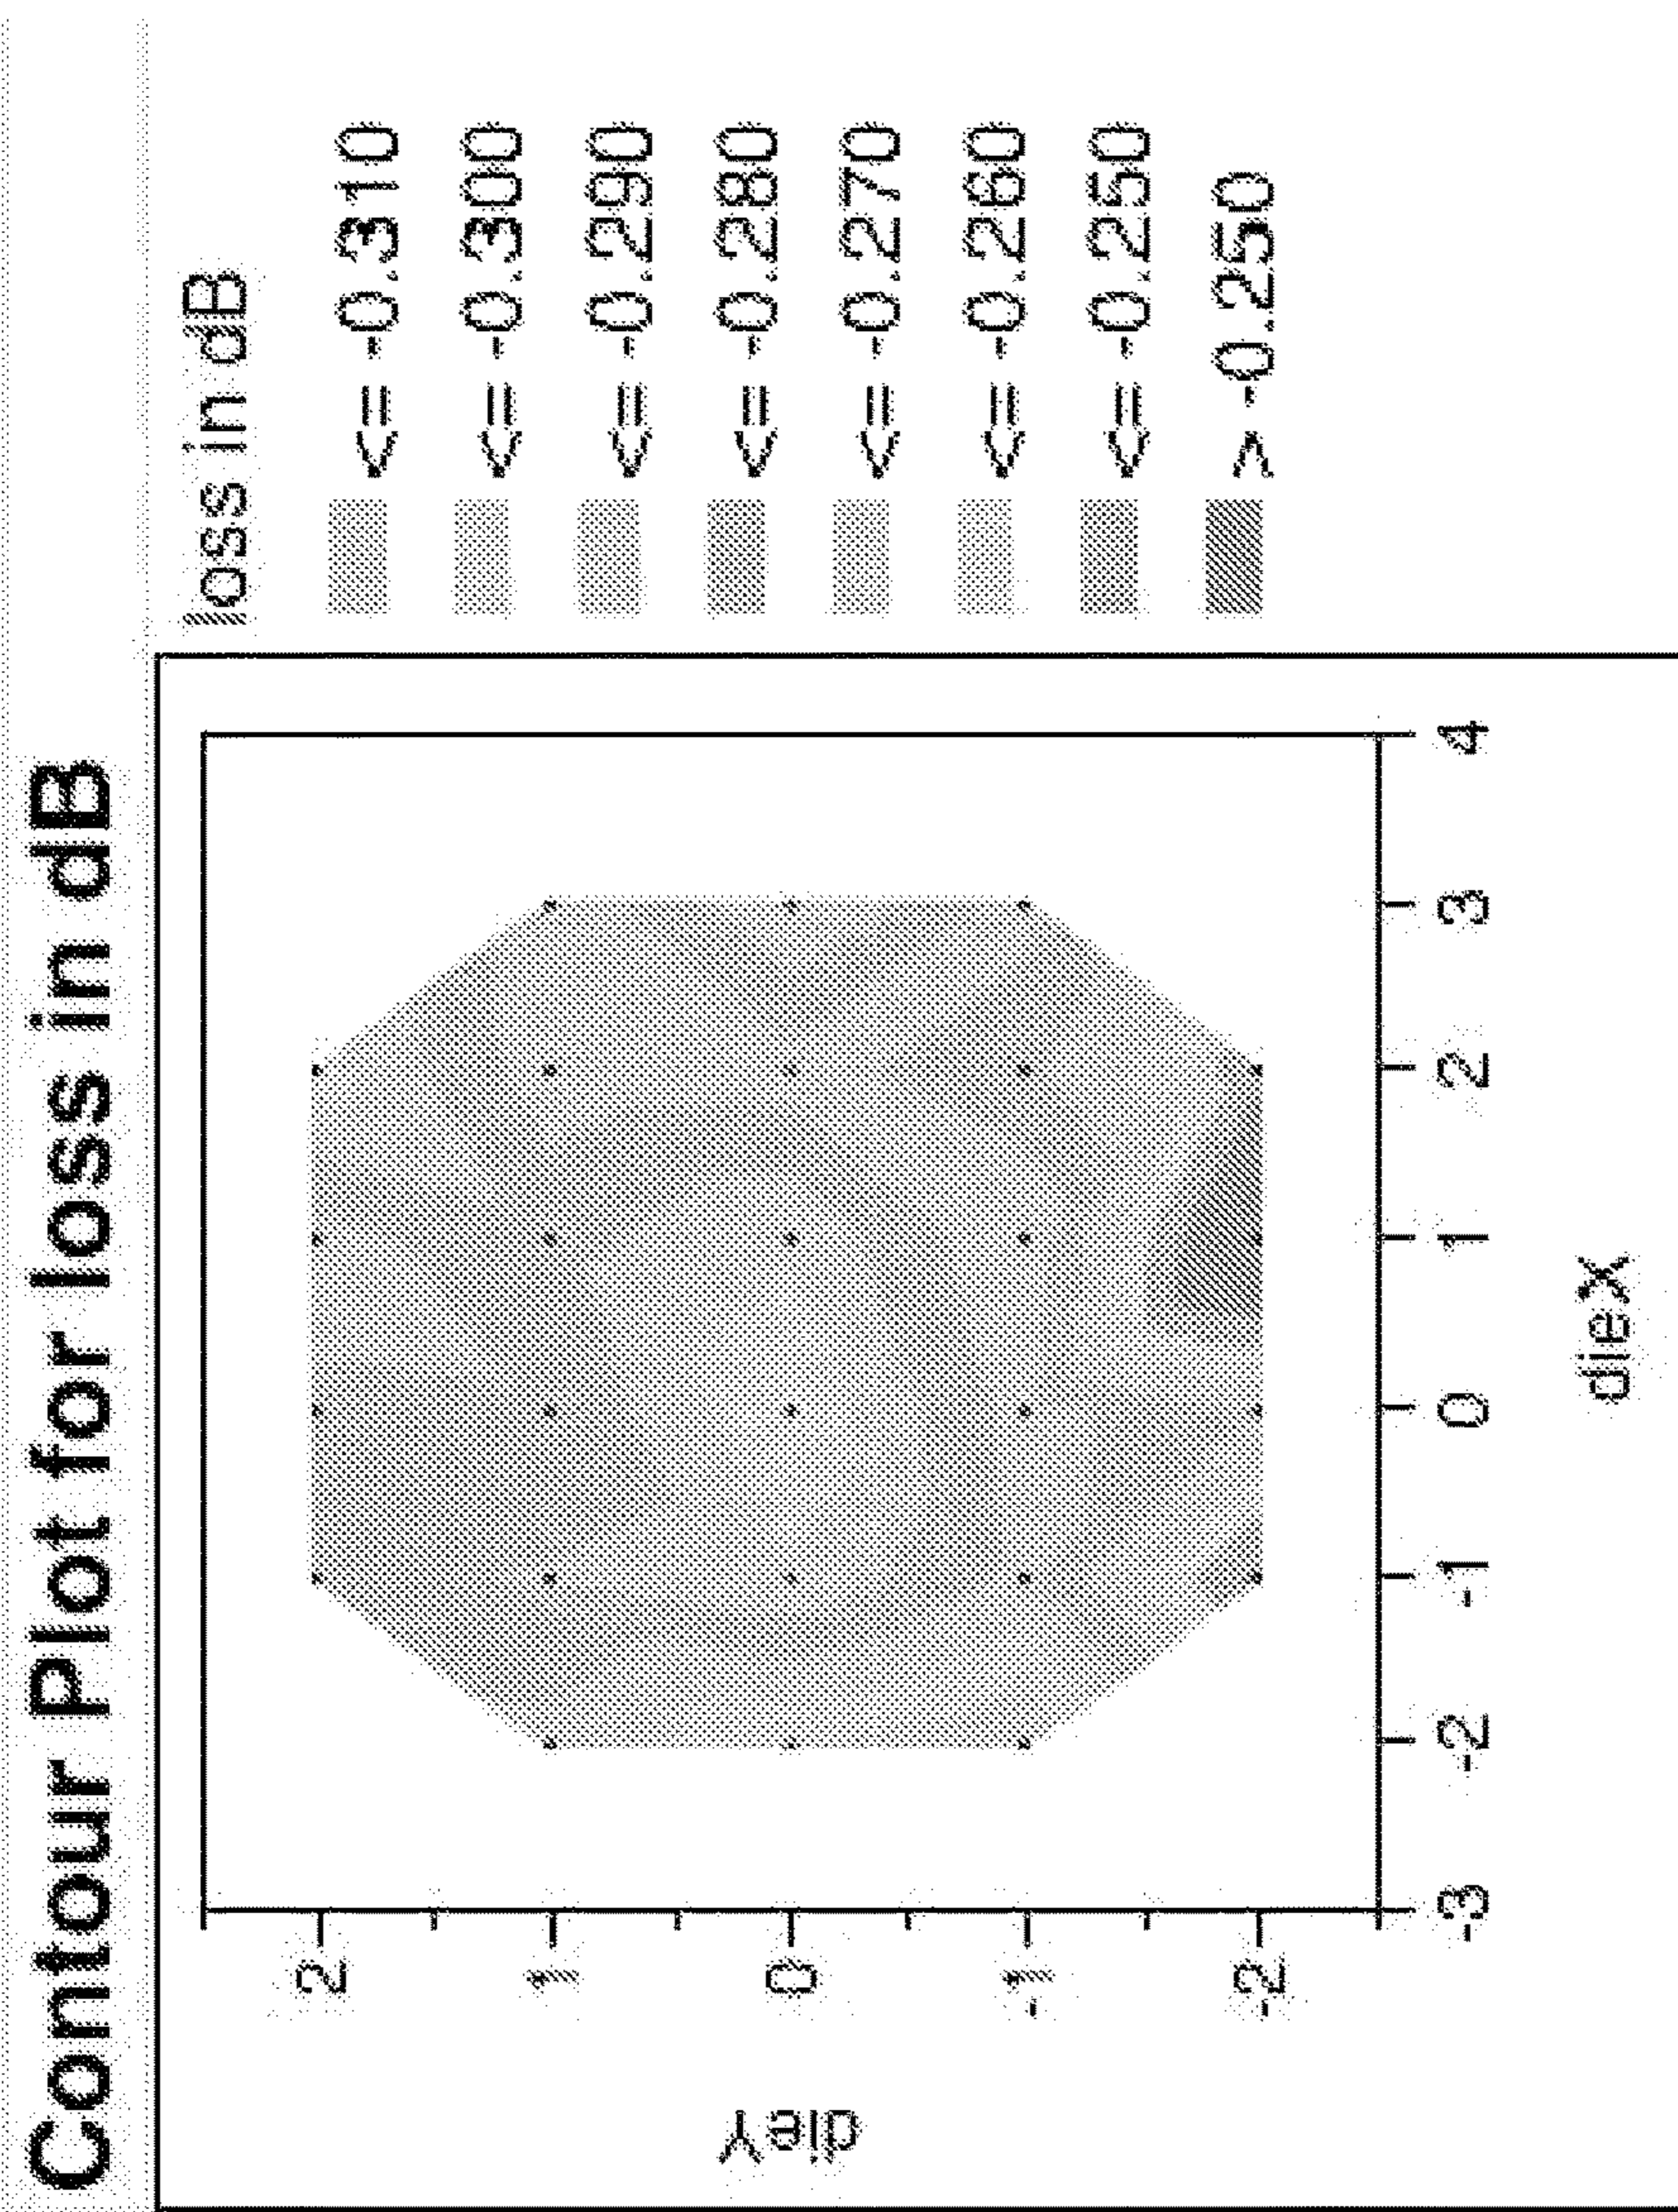 Contour Plot for loss in dB
loss in dB
<= -0.310
<= -0.300
<= -0.290
<= -0.280
<= -0.270
<= -0.260
<= -0.250
> -0.250
dieY
2
1
0
-1
-2
-3 -2 -1 0 1 2 3 4
dieX